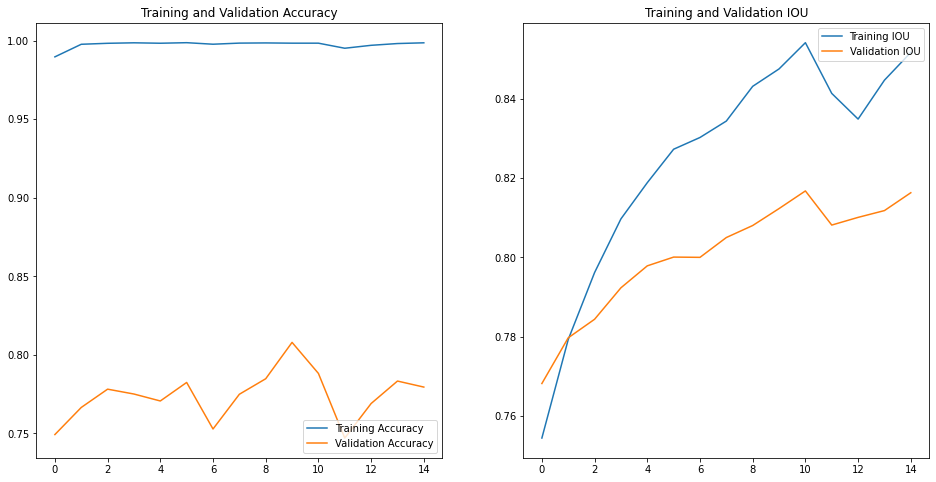 Training and Validation Accuracy
1.00
0.95
0.90
0.85
0.80
0.75
0 2 4 6 8 10 12 14
Training Accuracy
Validation Accuracy
Training and Validation IOU
0.84
0.82
0.80
0.78
0.76
0 2 4 6 8 10 12 14
Training IOU
Validation IOU